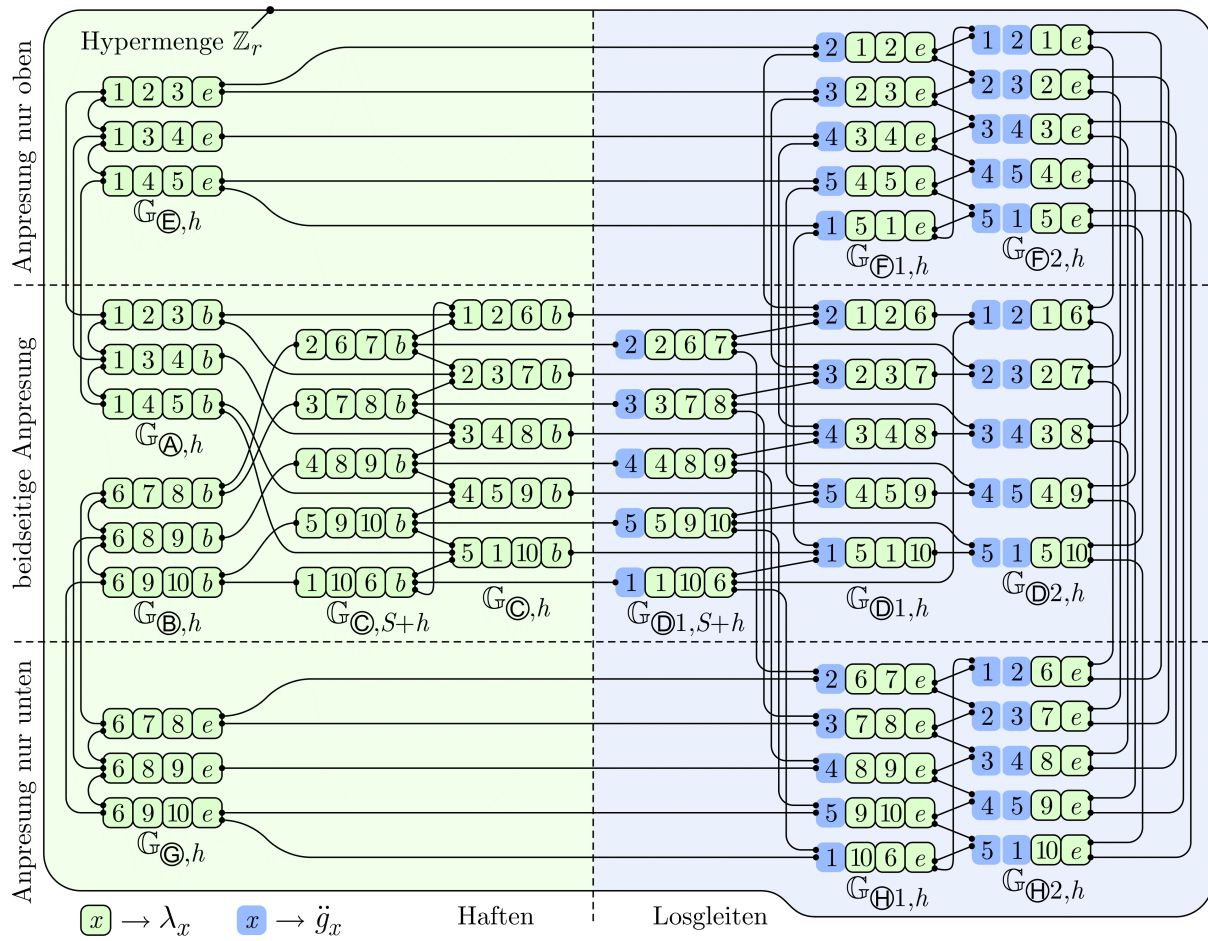 Hypermenge ℤ_r
Anpresung nur oben
1 2 3 e
1 3 4 e
1 4 5 e
𝔾_Ⓔ,h
2 1 2 e
3 2 3 e
4 3 4 e
5 4 5 e
1 5 1 e
𝔾_Ⓕ1,h
1 2 1 e
2 3 2 e
3 4 3 e
4 5 4 e
5 1 5 e
𝔾_Ⓕ2,h
beidseitige Anpresung
1 2 3 b
1 3 4 b
1 4 5 b
𝔾_Ⓐ,h
6 7 8 b
6 8 9 b
6 9 10 b
𝔾_Ⓑ,h
2 6 7 b
3 7 8 b
4 8 9 b
5 9 10 b
1 10 6 b
𝔾_Ⓒ,S+h
1 2 6 b
2 3 7 b
3 4 8 b
4 5 9 b
5 1 10 b
𝔾_Ⓒ,h
2 2 6 7
3 3 7 8
4 4 8 9
5 5 9 10
1 1 10 6
𝔾_Ⓓ1,S+h
2 1 2 6
3 2 3 7
4 3 4 8
5 4 5 9
1 5 1 10
𝔾_Ⓓ1,h
1 2 1 6
2 3 2 7
3 4 3 8
4 5 4 9
5 1 5 10
𝔾_Ⓓ2,h
Anpresung nur unten
6 7 8 e
6 8 9 e
6 9 10 e
𝔾_Ⓖ,h
2 6 7 e
3 7 8 e
4 8 9 e
5 9 10 e
1 10 6 e
𝔾_Ⓗ1,h
1 2 6 e
2 3 7 e
3 4 8 e
4 5 9 e
5 1 10 e
𝔾_Ⓗ2,h
x → λ_x
x → g̈_x
Haften
Losgleiten